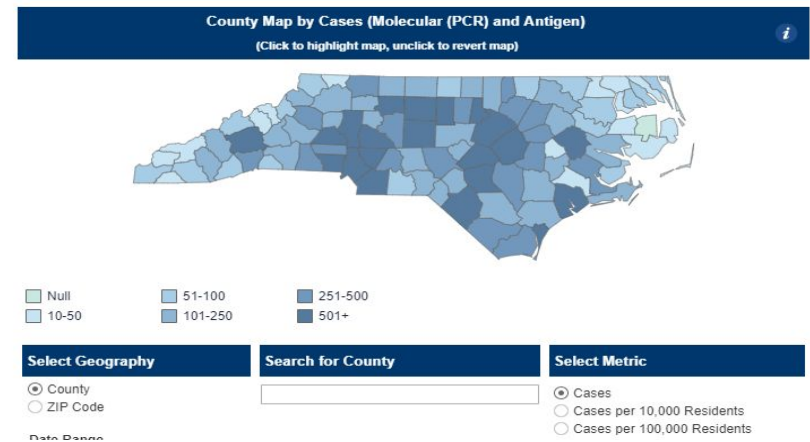 County Map by Cases (Molecular (PCR) and Antigen)
(Click to highlight map, unclick to revert map)
i
Null
51-100
251-500
10-50
101-250
501+
Select Geography
Search for County
Select Metric
County
ZIP Code
Cases
Cases per 10,000 Residents
Cases per 100,000 Residents
Date Range